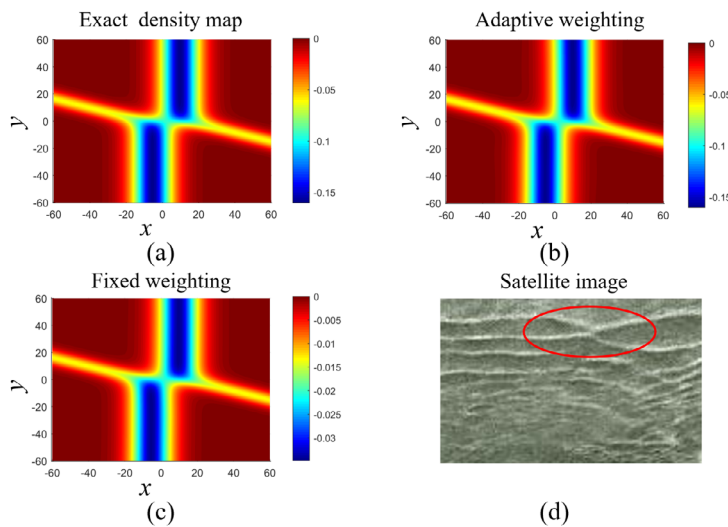 Exact density map
60
40
20
0
-20
-40
-60
-60 -40 -20 0 20 40 60
y
x
0
-0.05
-0.1
-0.15
(a)
Adaptive weighting
60
40
20
0
-20
-40
-60
-60 -40 -20 0 20 40 60
y
x
0
-0.05
-0.1
-0.15
(b)
Fixed weighting
60
40
20
0
-20
-40
-60
-60 -40 -20 0 20 40 60
y
x
0
-0.005
-0.01
-0.015
-0.02
-0.025
-0.03
(c)
Satellite image
(d)